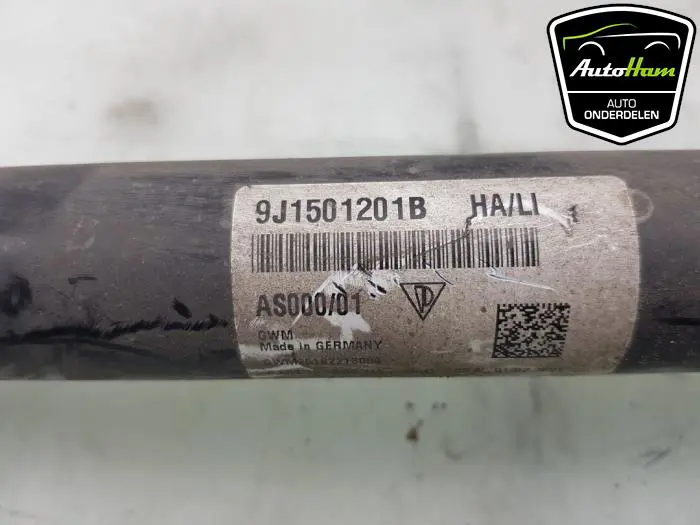 AutoHam
AUTO
ONDERDELEN
9J1501201B HA/LI
AS000/01
GWM
Made in GERMANY